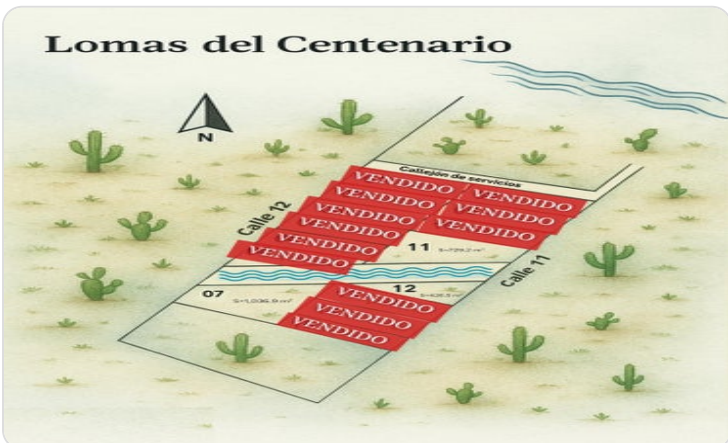 Lomas del Centenario
N
Callejón de servicios
VENDIDO
VENDIDO
VENDIDO
VENDIDO
VENDIDO
VENDIDO
Calle 12
VENDIDO
VENDIDO
11
VENDIDO
Calle 11
07
12
VENDIDO
VENDIDO
VENDIDO